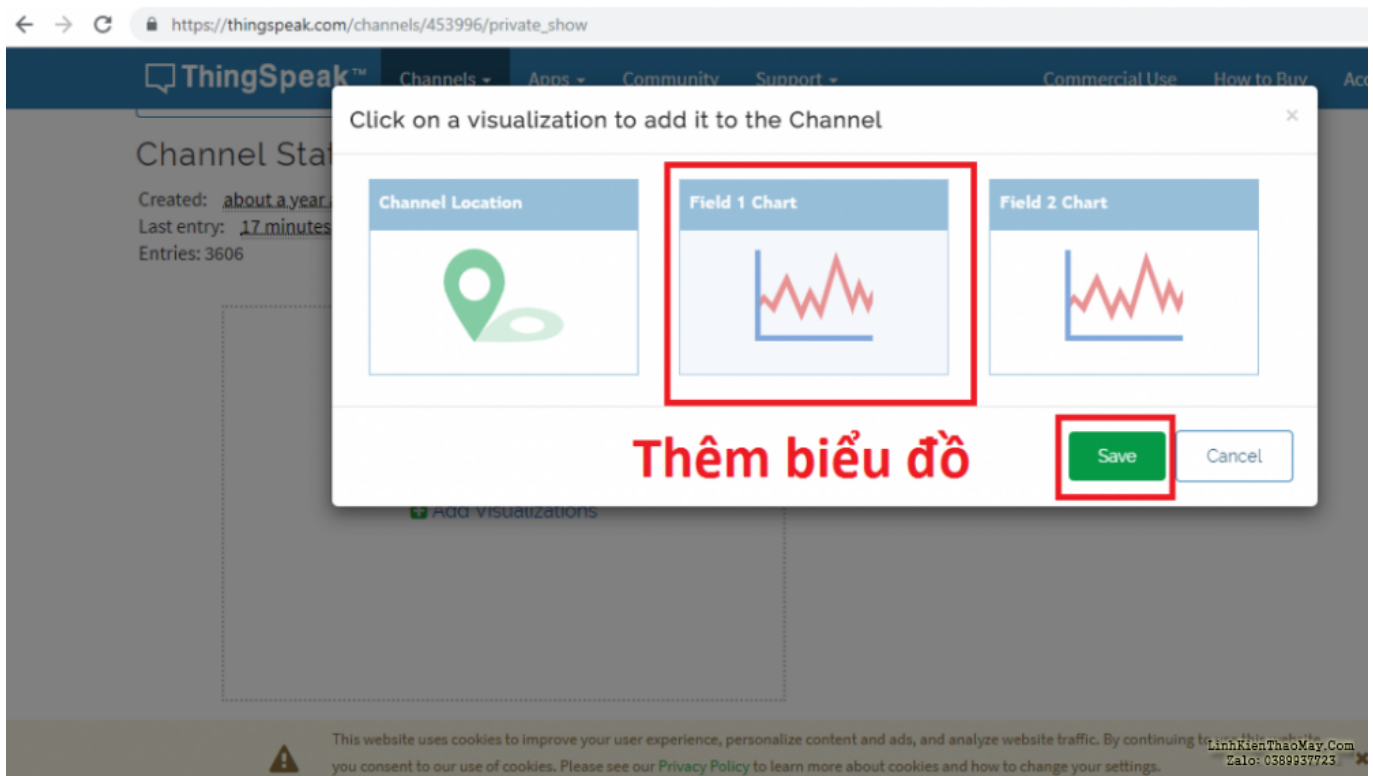 https://thingspeak.com/channels/453996/private_show
ThingSpeak™ Channels Apps Community Support Commercial Use How to Buy
Click on a visualization to add it to the Channel ×
Channel Stat
Created: about a year
Last entry: 17 minutes
Entries: 3606
Channel Location
Field 1 Chart
Field 2 Chart
Thêm biểu đồ
Save
Cancel
Add Visualizations
This website uses cookies to improve your user experience, personalize content and ads, and analyze website traffic. By continuing to use this website
you consent to our use of cookies. Please see our Privacy Policy to learn more about cookies and how to change your settings.
LinhKienThaoMay.Com
Zalo: 0389937723